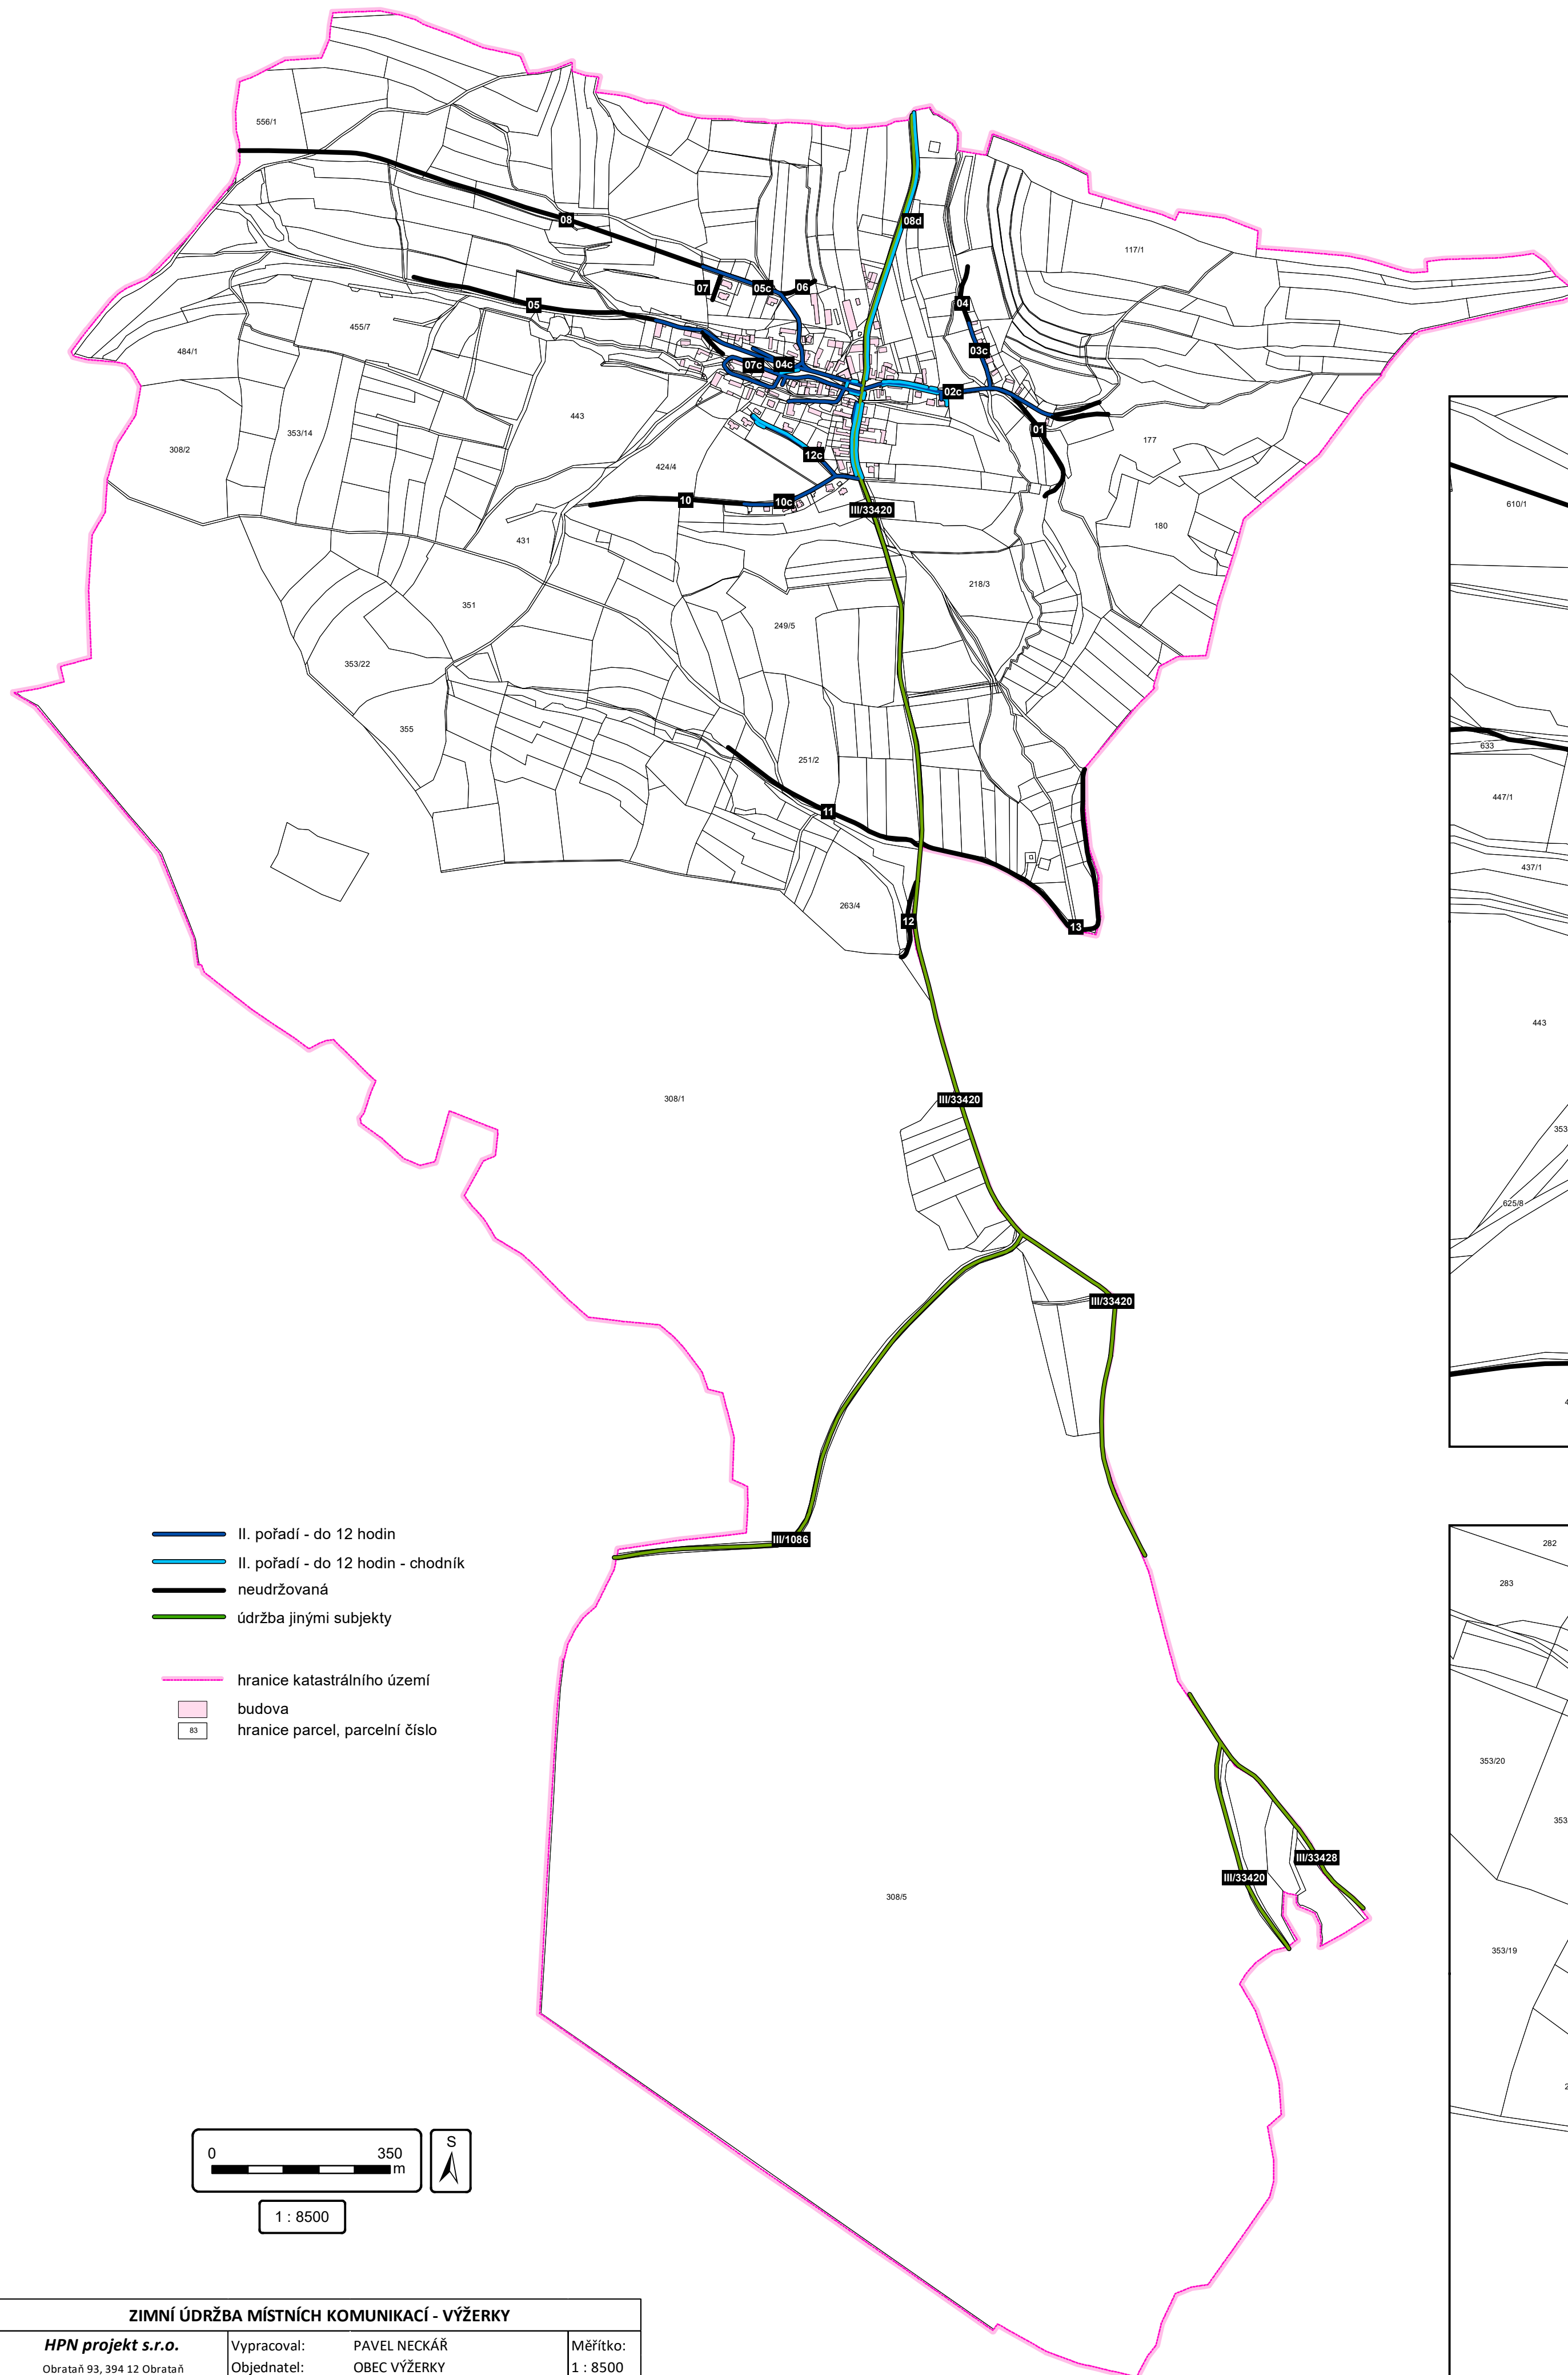 556/1
117/1
08
08d
07
05c
06
05
04
455/7
484/1
03c
07c
04c
02c
01
443
177
308/2
353/14
12c
424/4
10
10c
III/33420
180
431
218/3
351
249/5
353/22
355
251/2
11
263/4
12
13
308/1
III/33420
III/33420
III/1086
III/33428
III/33420
308/5
610/1
633
447/1
437/1
443
353
625/8
4
282
283
353/20
353
353/19
2
II. pořadí - do 12 hodin
II. pořadí - do 12 hodin - chodník
neudržovaná
údržba jinými subjekty
hranice katastrálního území
budova
83 hranice parcel, parcelní číslo
0 350
m
S
1 : 8500
ZIMNÍ ÚDRŽBA MÍSTNÍCH KOMUNIKACÍ - VÝŽERKY
HPN projekt s.r.o.
Obrataň 93, 394 12 Obrataň
Vypracoval: PAVEL NECKÁŘ
Objednatel: OBEC VÝŽERKY
Měřítko:
1 : 8500